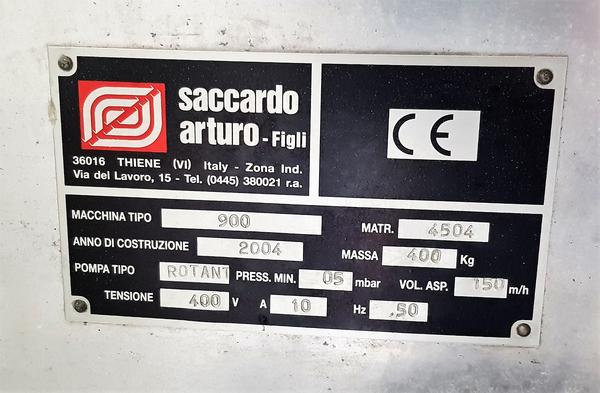 saccardo
arturo - Figli
36016 THIENE (VI) Italy - Zona Ind.
Via del Lavoro, 15 - Tel. (0445) 380021 r.a.
CE
MACCHINA TIPO 900 MATR. 4504
ANNO DI COSTRUZIONE 2004 MASSA 400 Kg
POMPA TIPO ROTANT PRESS. MIN. 05 mbar VOL. ASP. 150 m/h
TENSIONE 400 V A 10 Hz .50